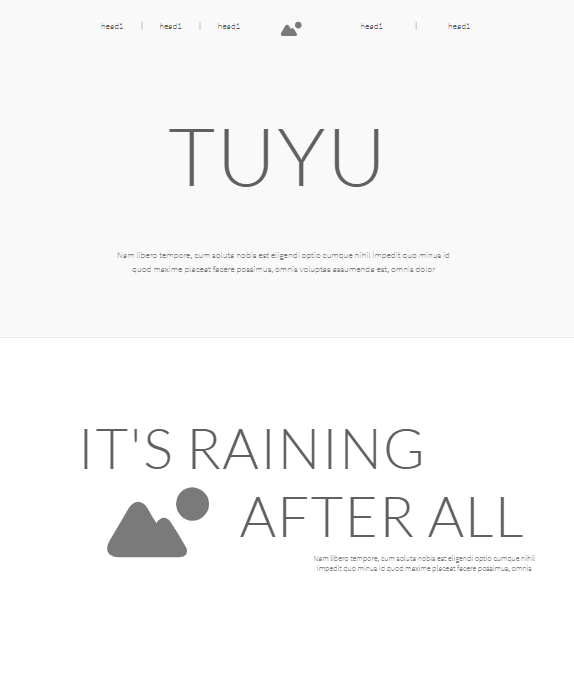 head1 | head1 | head1 head1 | head1
TUYU
Nam libero tempore, cum soluta nobis est eligendi optio cumque nihil impedit quo minus id
quod maxime placeat facere possimus, omnis voluptas assumenda est, omnis dolor
IT'S RAINING
AFTER ALL
Nam libero tempore, cum soluta nobis est eligendi optio cumque nihil
impedit quo minus id quod maxime placeat facere possimus, omnis